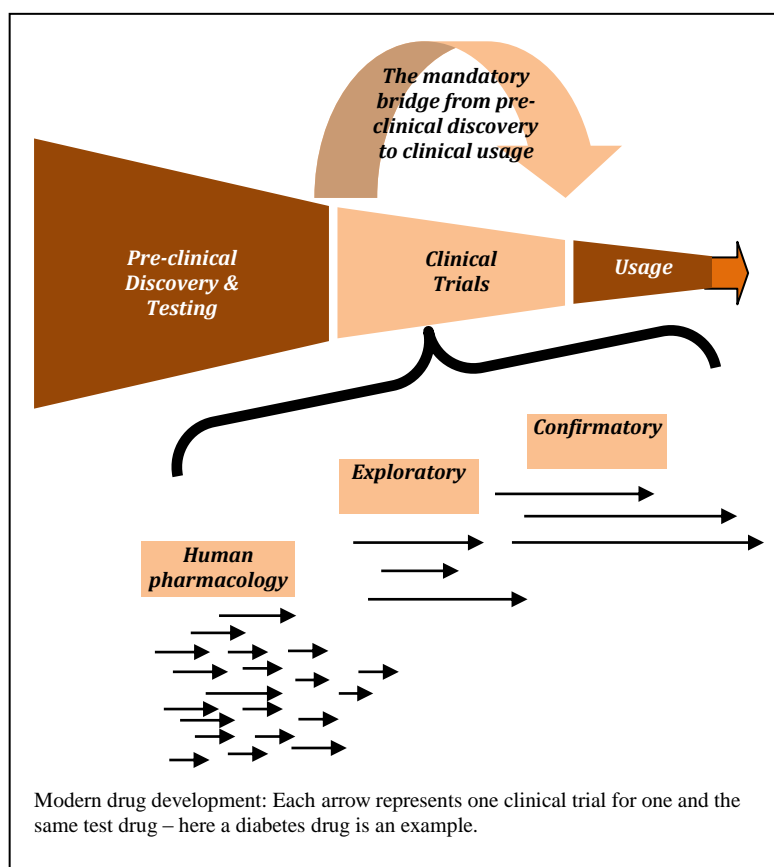 The mandatory
bridge from pre-
clinical discovery
to clinical usage
Pre-clinical
Discovery &
Testing
Clinical
Trials
Usage
Confirmatory
Exploratory
Human
pharmacology
Modern drug development: Each arrow represents one clinical trial for one and the
same test drug – here a diabetes drug is an example.